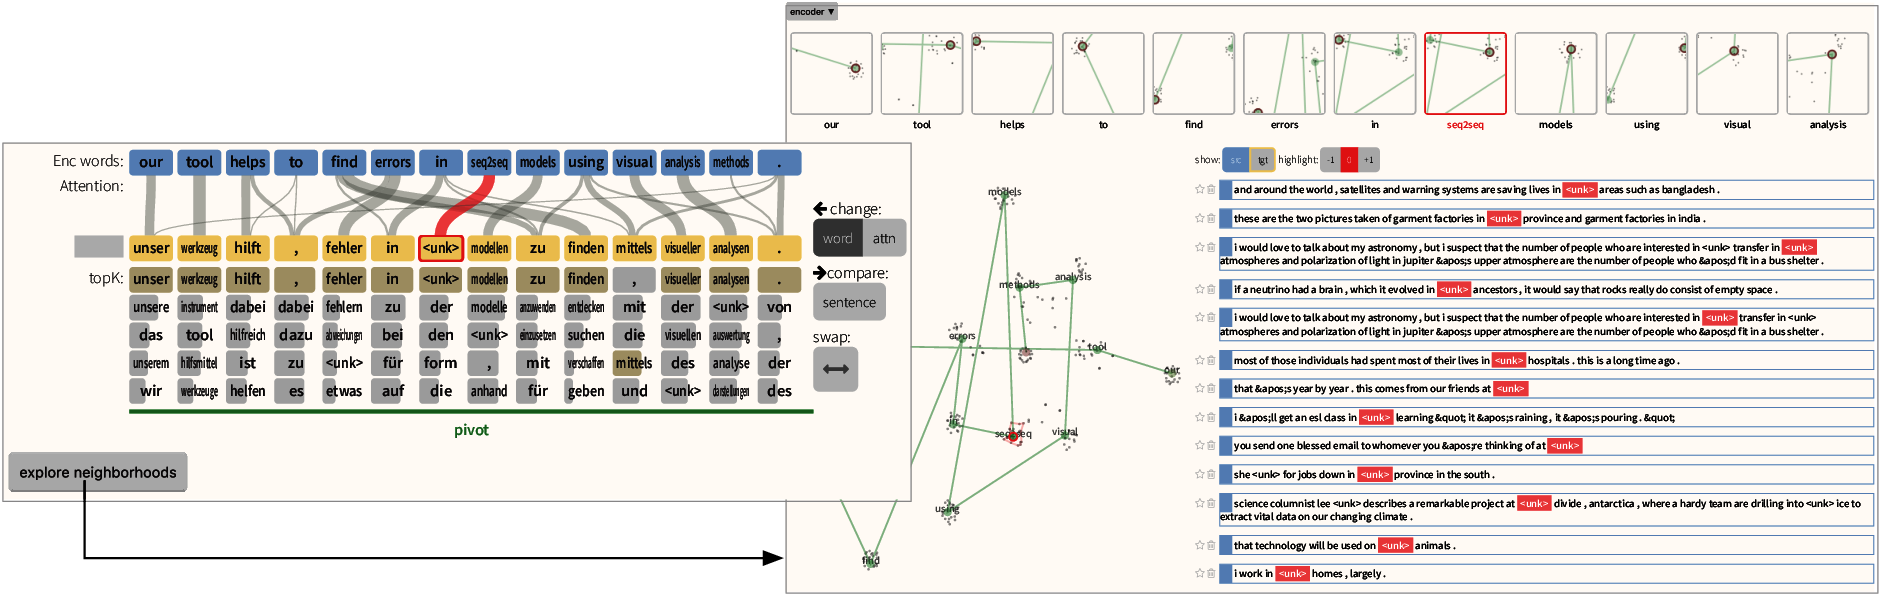 encoder ▼
our tool helps to find errors in seq2seq models using visual analysis
Enc words: our tool helps to find errors in seq2seq models using visual analysis methods .
Attention:
unser werkzeug hilft , fehler in <unk> modellen zu finden mittels visueller analysen .
topK: unser werkzeug hilft , fehler in <unk> modellen zu finden , visueller analysen .
unsere instrument dabei dabei fehlern zu der modelle anzuwenden entdecken mit der <unk> von
das tool hilfreich dazu abweichungen bei den <unk> einzusetzen suchen die visuellen auswertung ,
unserem hilfsmittel ist zu <unk> für form , mit verschaffen mittels des analyse der
wir werkzeuge helfen es etwas auf die anhand für geben und <unk> darstellungen des
pivot
explore neighborhoods
change:
word attn
compare:
sentence
swap:
models
analysis
methods
errors
tool
our
in
seq2seq
visual
using
find
show: src tgt highlight: -1 0 +1
and around the world , satellites and warning systems are saving lives in <unk> areas such as bangladesh .
these are the two pictures taken of garment factories in <unk> province and garment factories in india .
i would love to talk about my astronomy , but i suspect that the number of people who are interested in <unk> transfer in <unk>
atmospheres and polarization of light in jupiter &apos;s upper atmosphere are the number of people who &apos;d fit in a bus shelter .
if a neutrino had a brain , which it evolved in <unk> ancestors , it would say that rocks really do consist of empty space .
i would love to talk about my astronomy , but i suspect that the number of people who are interested in <unk> transfer in <unk>
atmospheres and polarization of light in jupiter &apos;s upper atmosphere are the number of people who &apos;d fit in a bus shelter .
most of those individuals had spent most of their lives in <unk> hospitals . this is a long time ago .
that &apos;s year by year . this comes from our friends at <unk>
i &apos;ll get an esl class in <unk> learning &quot; it &apos;s raining , it &apos;s pouring . &quot;
you send one blessed email to whomever you &apos;re thinking of at <unk>
she <unk> for jobs down in <unk> province in the south .
science columnist lee <unk> describes a remarkable project at <unk> divide , antarctica , where a hardy team are drilling into <unk> ice to
extract vital data on our changing climate .
that technology will be used on <unk> animals .
i work in <unk> homes , largely .